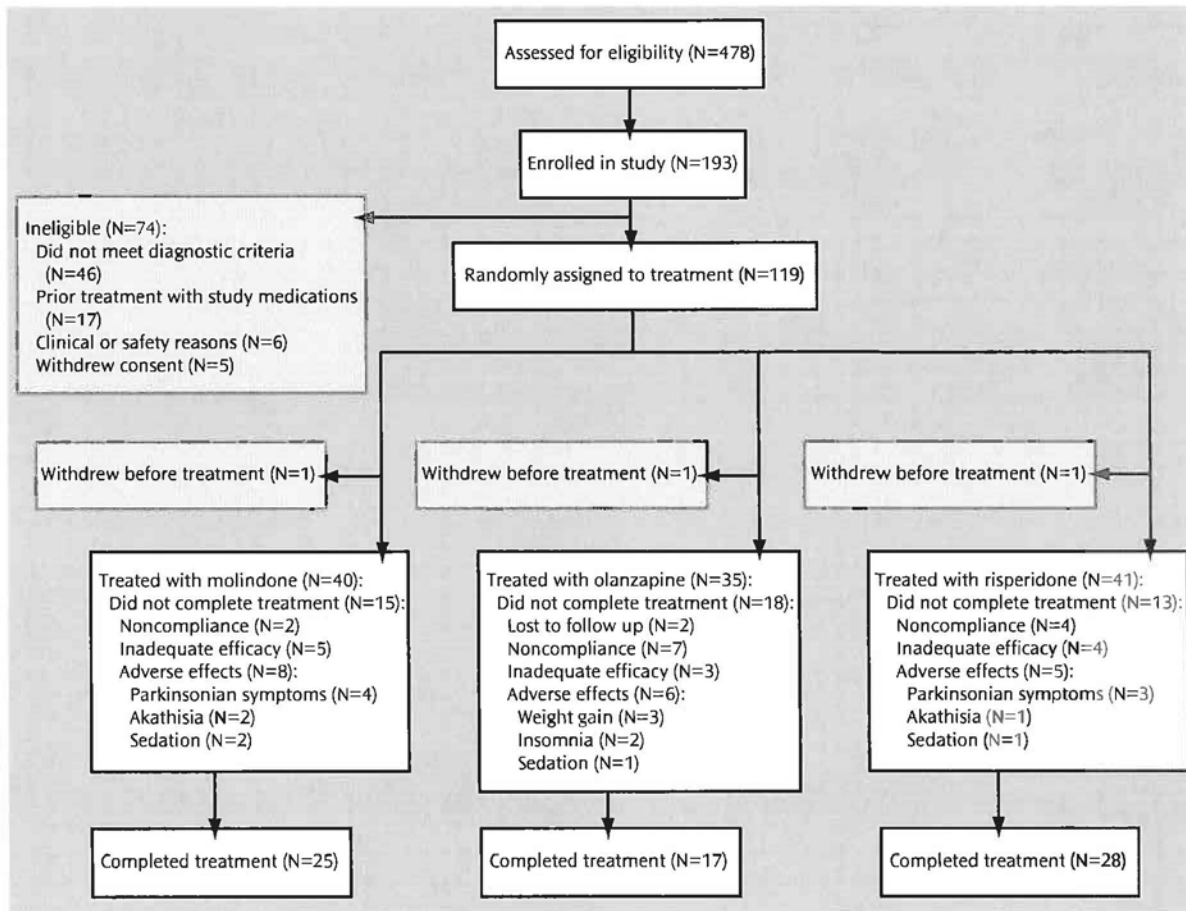 Assessed for eligibility (N=478)
Enrolled in study (N=193)
Ineligible (N=74):
Did not meet diagnostic criteria
(N=46)
Prior treatment with study medications
(N=17)
Clinical or safety reasons (N=6)
Withdrew consent (N=5)
Randomly assigned to treatment (N=119)
Withdrew before treatment (N=1)
Withdrew before treatment (N=1)
Withdrew before treatment (N=1)
Treated with molindone (N=40):
Did not complete treatment (N=15):
Noncompliance (N=2)
Inadequate efficacy (N=5)
Adverse effects (N=8):
Parkinsonian symptoms (N=4)
Akathisia (N=2)
Sedation (N=2)
Treated with olanzapine (N=35):
Did not complete treatment (N=18):
Lost to follow up (N=2)
Noncompliance (N=7)
Inadequate efficacy (N=3)
Adverse effects (N=6):
Weight gain (N=3)
Insomnia (N=2)
Sedation (N=1)
Treated with risperidone (N=41):
Did not complete treatment (N=13):
Noncompliance (N=4)
Inadequate efficacy (N=4)
Adverse effects (N=5):
Parkinsonian symptoms (N=3)
Akathisia (N=1)
Sedation (N=1)
Completed treatment (N=25)
Completed treatment (N=17)
Completed treatment (N=28)